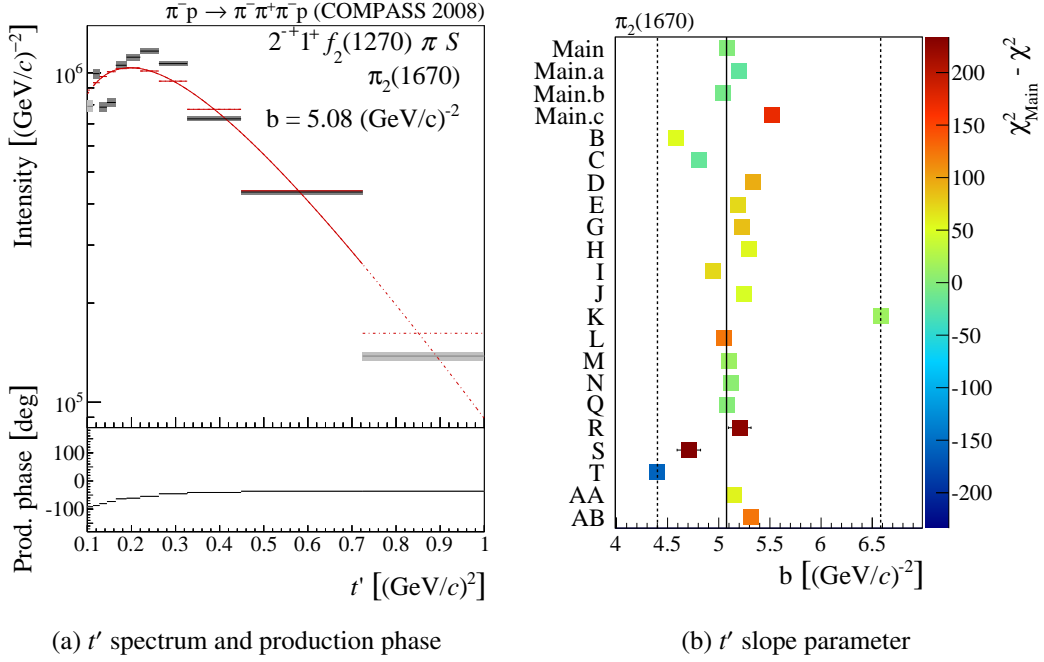 π⁻p → π⁻π⁺π⁻p (COMPASS 2008)
2⁻⁺1⁺ f₂(1270) π S
π₂(1670)
b = 5.08 (GeV/c)⁻²
Intensity [(GeV/c)⁻²]
10⁶
10⁵
Prod. phase [deg]
100
0
-100
0.1 0.2 0.3 0.4 0.5 0.6 0.7 0.8 0.9 1
t' [(GeV/c)²]
(a) t′ spectrum and production phase
π₂(1670)
Main
Main.a
Main.b
Main.c
B
C
D
E
G
H
I
J
K
L
M
N
Q
R
S
T
AA
AB
4 4.5 5 5.5 6 6.5
b [(GeV/c)⁻²]
200
150
100
50
0
-50
-100
-150
-200
χ²Main - χ²
(b) t′ slope parameter